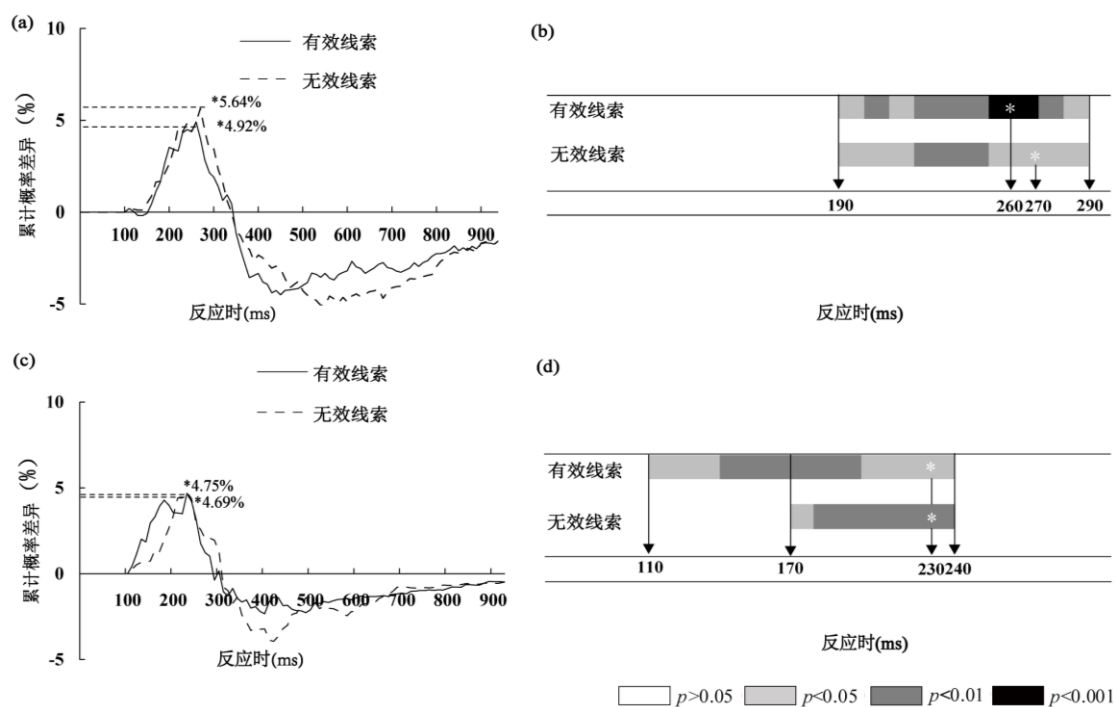 (a)
10
5
0
-5
累计概率差异（%）
有效线索
无效线索
*5.64%
*4.92%
100 200 300 400 500 600 700 800 900
反应时(ms)
(b)
有效线索
*
无效线索
*
190 260 270 290
反应时(ms)
(c)
10
5
0
-5
累计概率差异（%）
有效线索
无效线索
*4.75%
*4.69%
100 200 300 400 500 600 700 800 900
反应时(ms)
(d)
有效线索
*
无效线索
*
110 170 230 240
反应时(ms)
p>0.05 p<0.05 p<0.01 p<0.001